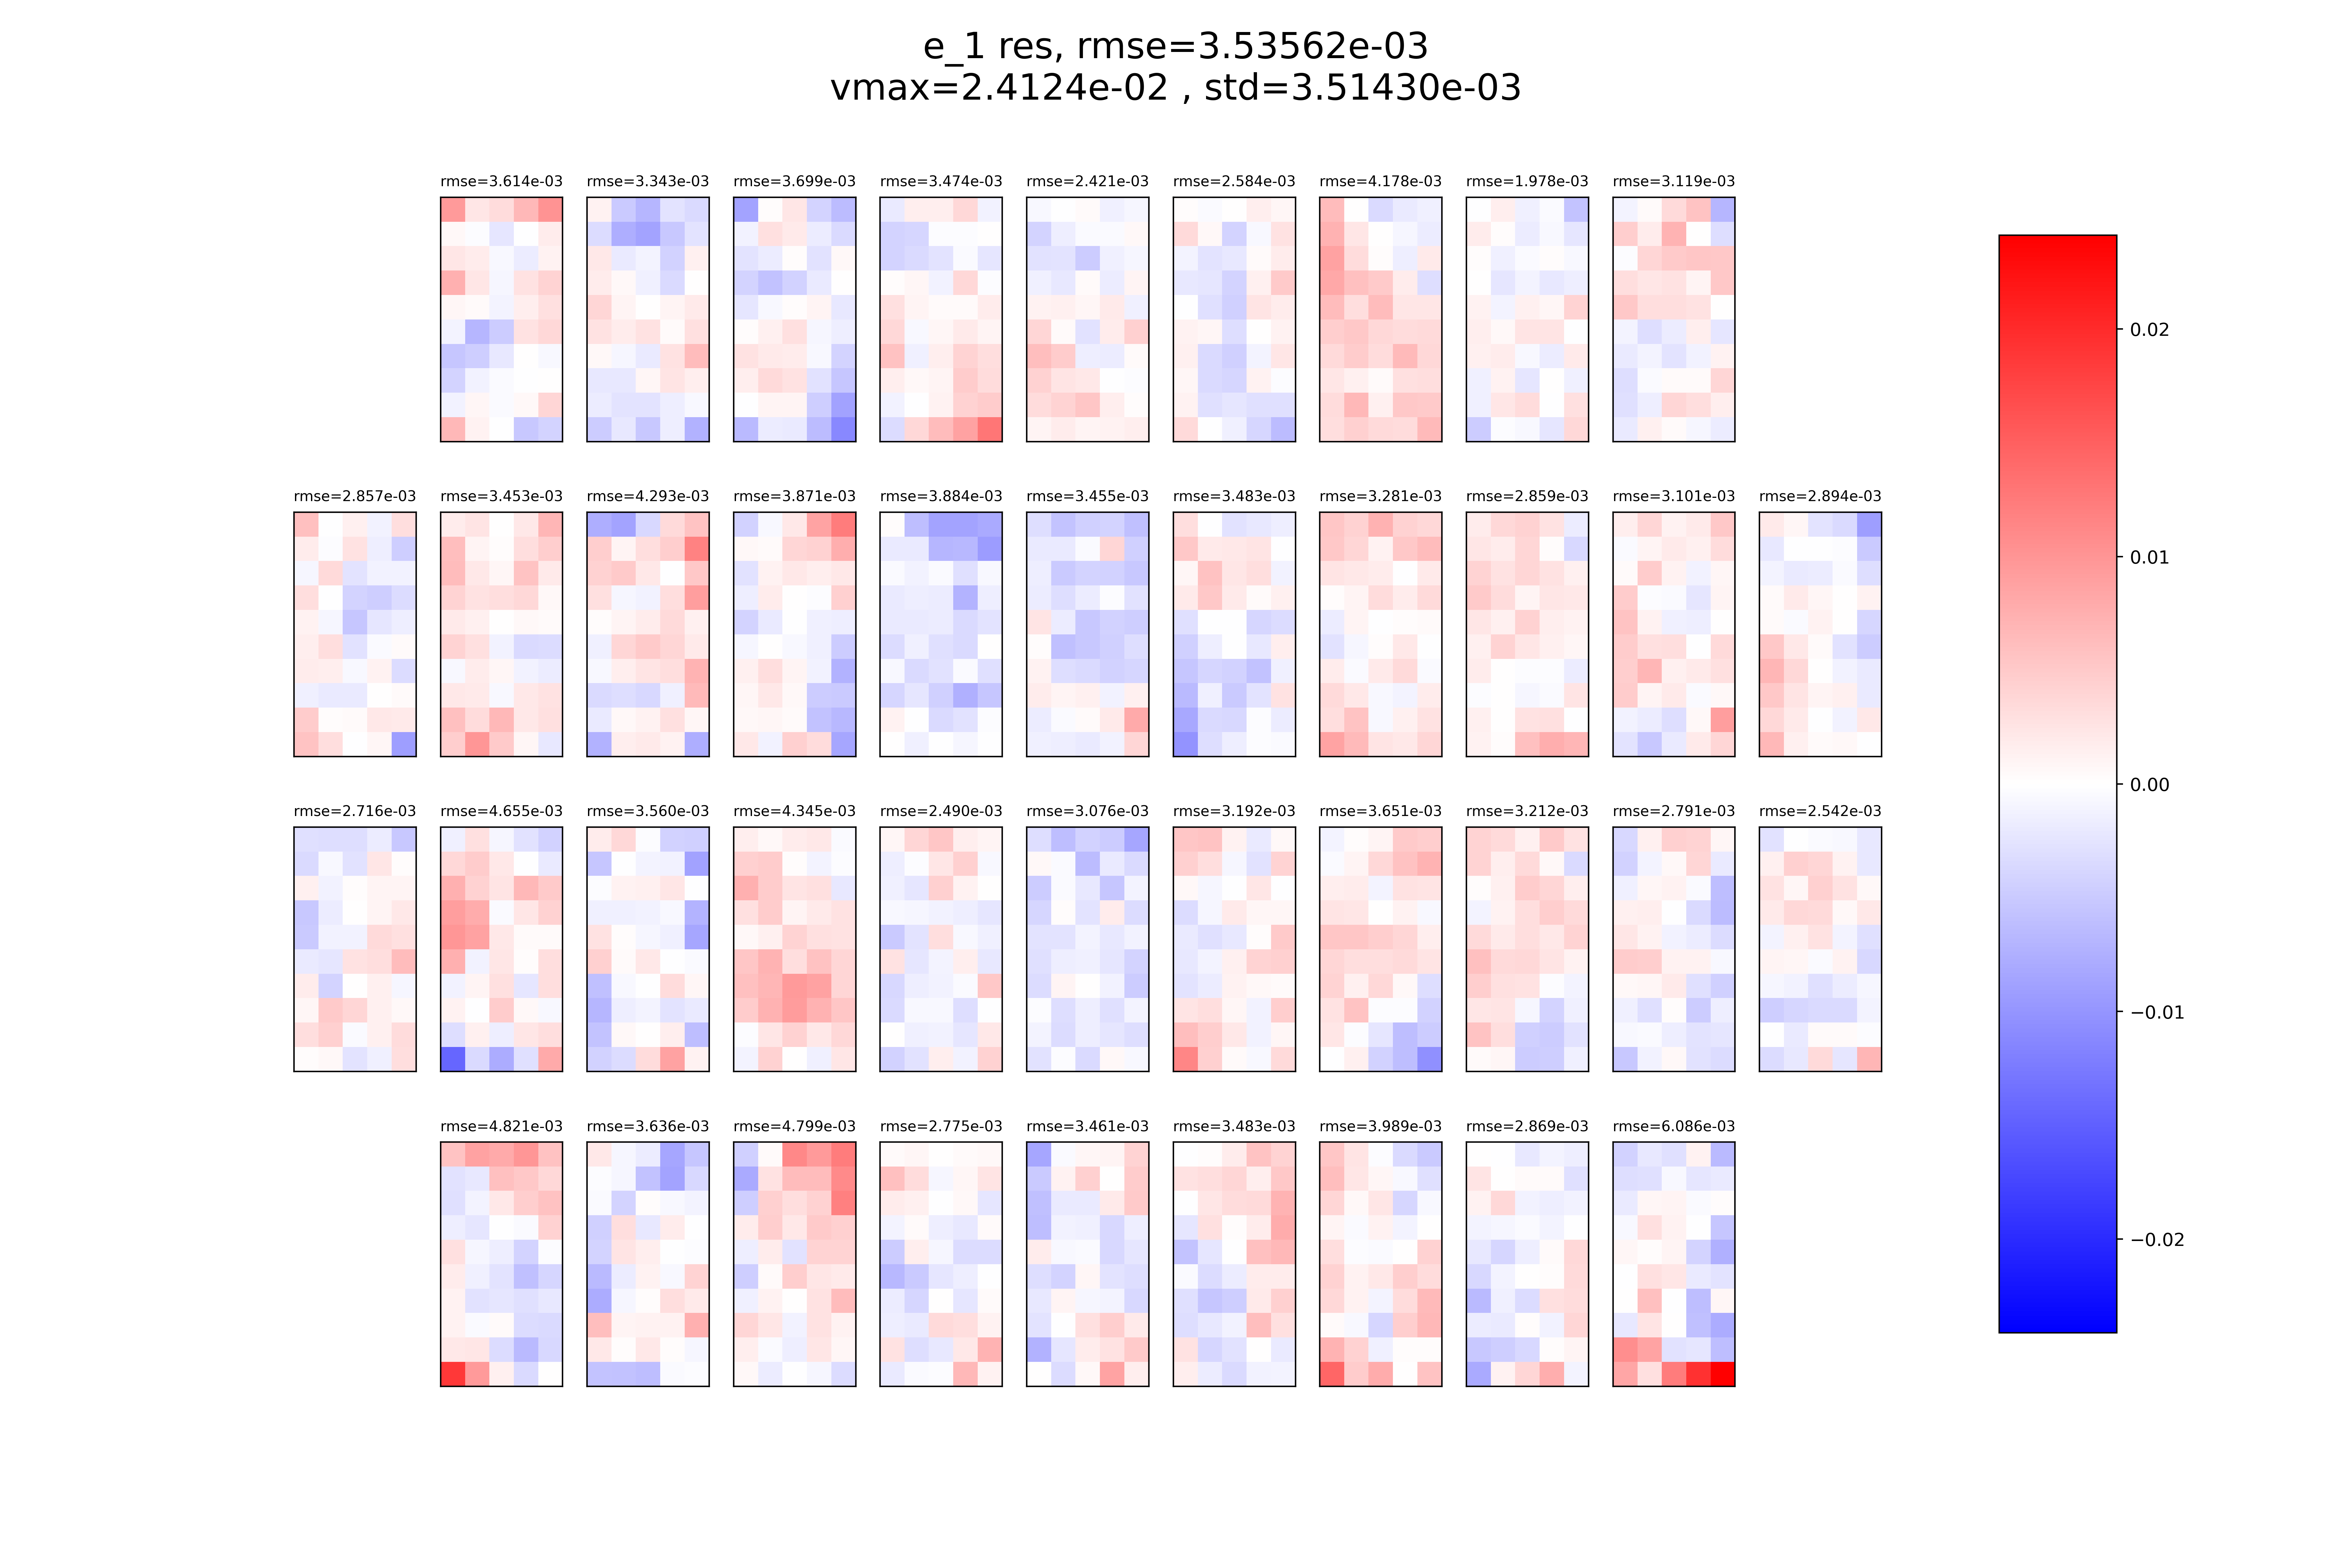 e_1 res, rmse=3.53562e-03
vmax=2.4124e-02 , std=3.51430e-03
rmse=3.614e-03 rmse=3.343e-03 rmse=3.699e-03 rmse=3.474e-03 rmse=2.421e-03 rmse=2.584e-03 rmse=4.178e-03 rmse=1.978e-03 rmse=3.119e-03
rmse=2.857e-03 rmse=3.453e-03 rmse=4.293e-03 rmse=3.871e-03 rmse=3.884e-03 rmse=3.455e-03 rmse=3.483e-03 rmse=3.281e-03 rmse=2.859e-03 rmse=3.101e-03 rmse=2.894e-03
rmse=2.716e-03 rmse=4.655e-03 rmse=3.560e-03 rmse=4.345e-03 rmse=2.490e-03 rmse=3.076e-03 rmse=3.192e-03 rmse=3.651e-03 rmse=3.212e-03 rmse=2.791e-03 rmse=2.542e-03
rmse=4.821e-03 rmse=3.636e-03 rmse=4.799e-03 rmse=2.775e-03 rmse=3.461e-03 rmse=3.483e-03 rmse=3.989e-03 rmse=2.869e-03 rmse=6.086e-03
0.02
0.01
0.00
−0.01
−0.02